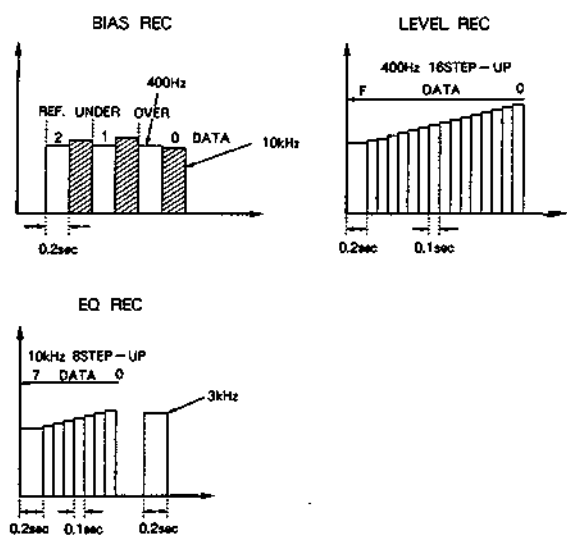 BIAS REC
400Hz
REF. UNDER OVER
2 1 0 DATA
10kHz
0.2sec
LEVEL REC
400Hz 16STEP-UP
F DATA 0
0.2sec 0.1sec
EQ REC
10kHz 8STEP-UP
7 DATA 0
3kHz
0.2sec 0.1sec 0.2sec